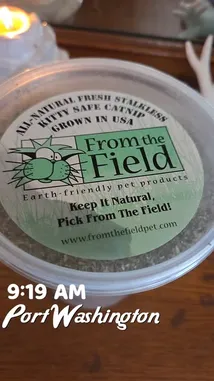 ALL-NATURAL FRESH STALKLESS
KITTY SAFE CATNIP
GROWN IN USA
From the
Field
Earth-friendly pet products
Keep It Natural,
Pick From The Field!
www.fromthefieldpet.com
9:19 AM
Port Washington